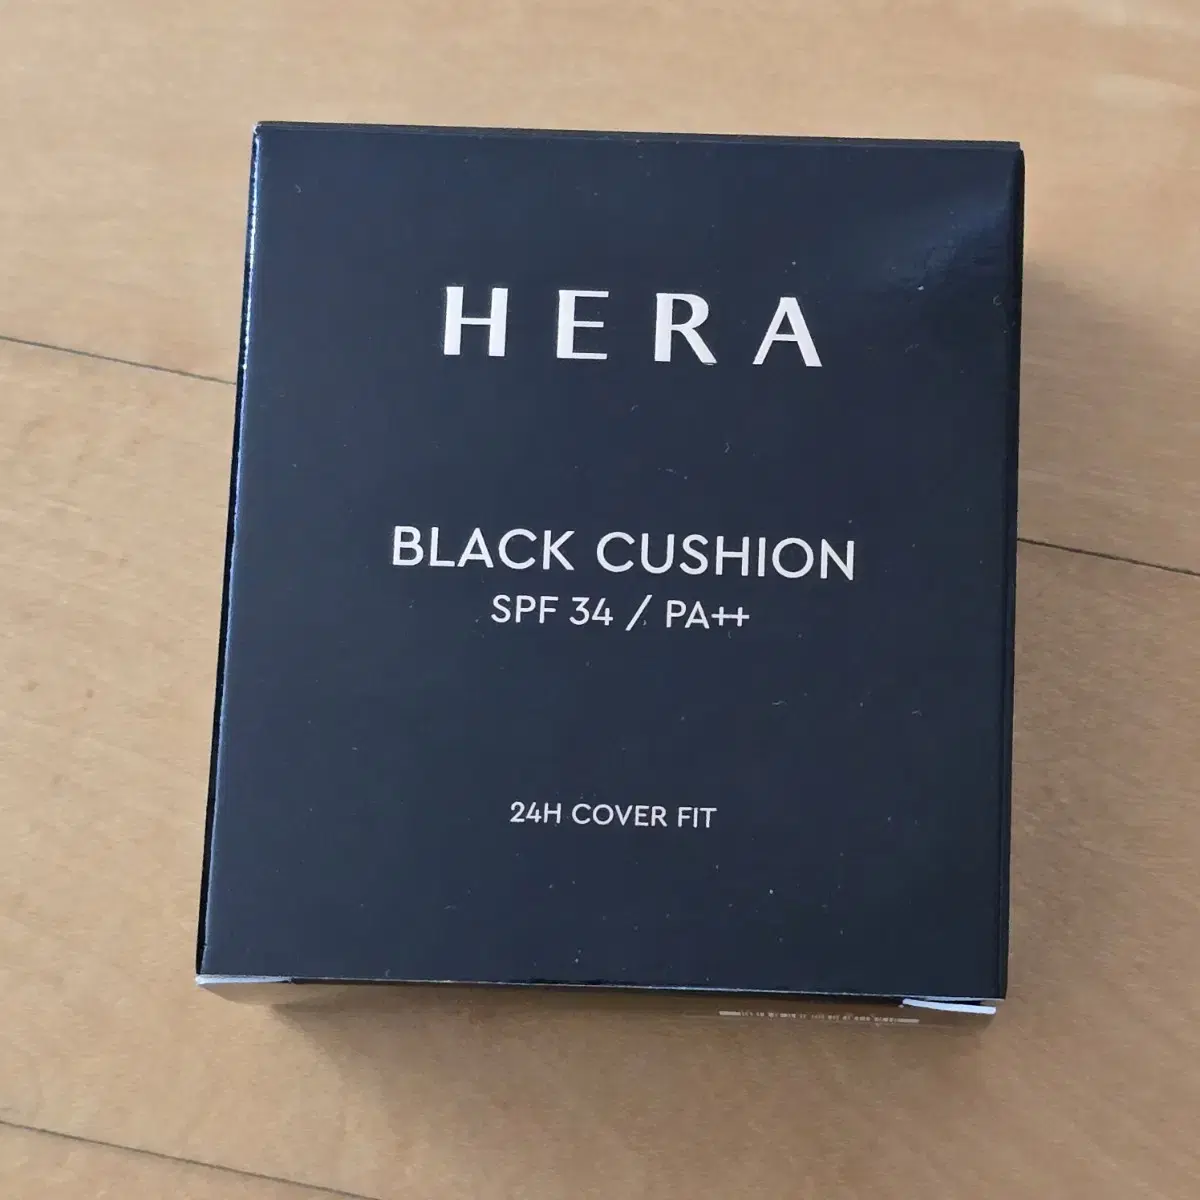 HERA
BLACK CUSHION
SPF 34 / PA++
24H COVER FIT